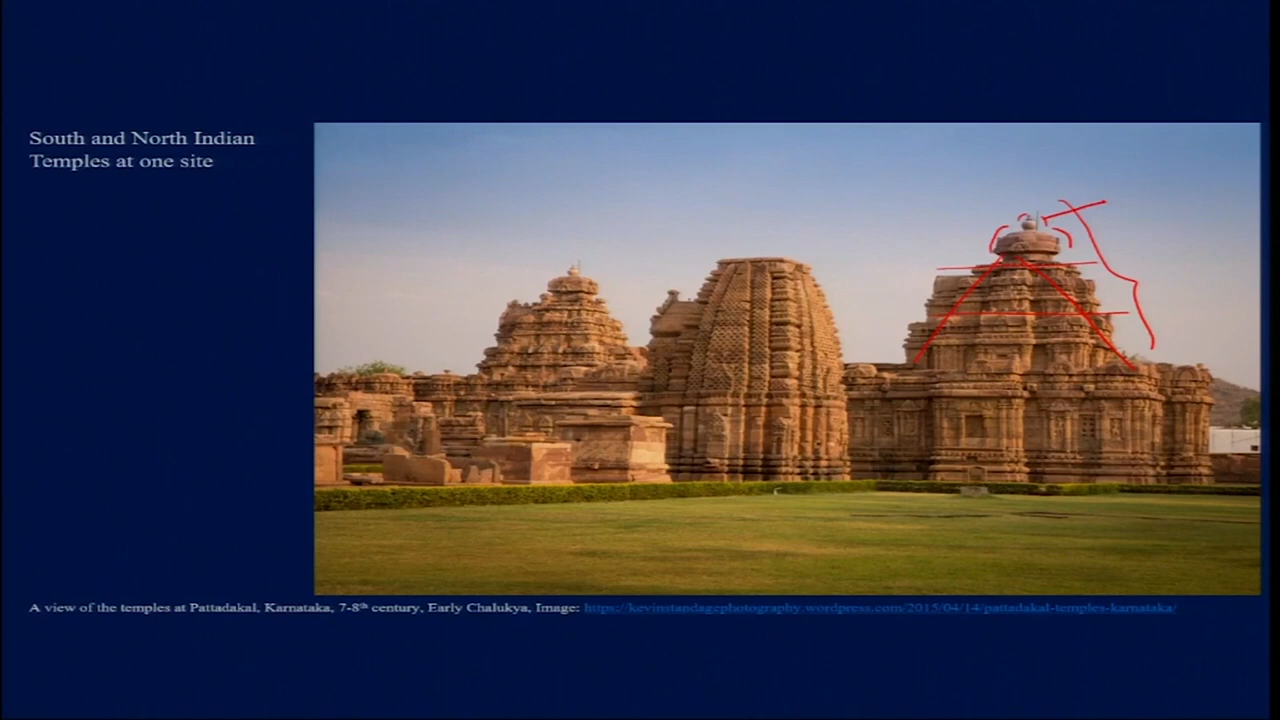 South and North Indian
Temples at one site
A view of the temples at Pattadakal, Karnataka, 7-8th century, Early Chalukya, Image: https://kevinstandagephotography.wordpress.com/2015/04/14/pattadakal-temples-karnataka/